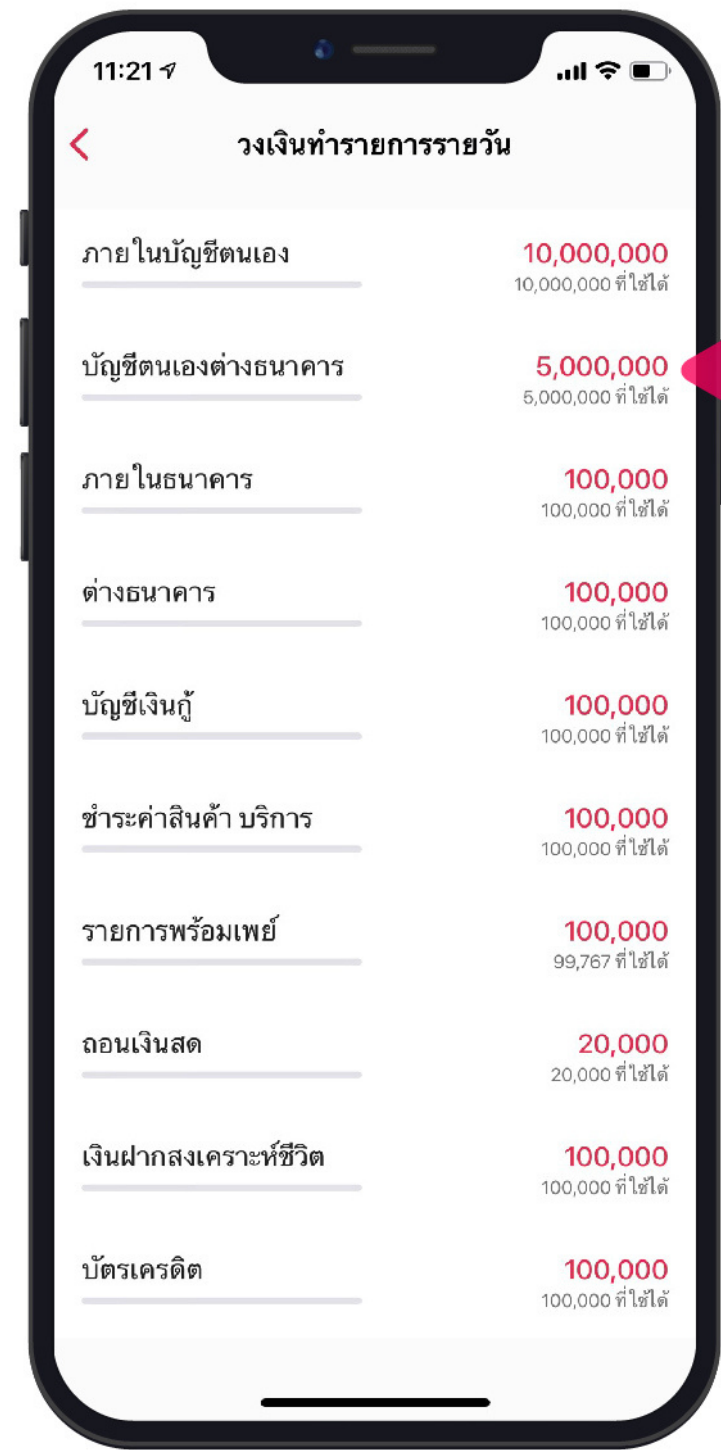 11:21
วงเงินทำรายการรายวัน
ภายในบัญชีตนเอง 10,000,000
10,000,000 ที่ใช้ได้
บัญชีตนเองต่างธนาคาร 5,000,000
5,000,000 ที่ใช้ได้
ภายในธนาคาร 100,000
100,000 ที่ใช้ได้
ต่างธนาคาร 100,000
100,000 ที่ใช้ได้
บัญชีเงินกู้ 100,000
100,000 ที่ใช้ได้
ชำระค่าสินค้า บริการ 100,000
100,000 ที่ใช้ได้
รายการพร้อมเพย์ 100,000
99,767 ที่ใช้ได้
ถอนเงินสด 20,000
20,000 ที่ใช้ได้
เงินฝากสงเคราะห์ชีวิต 100,000
100,000 ที่ใช้ได้
บัตรเครดิต 100,000
100,000 ที่ใช้ได้